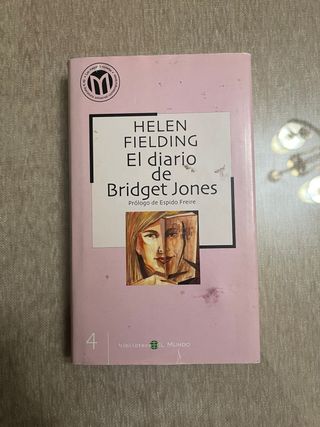 HELEN
FIELDING
El diario
de
Bridget Jones
Prólogo de Espido Freire
4
biblioteca EL MUNDO